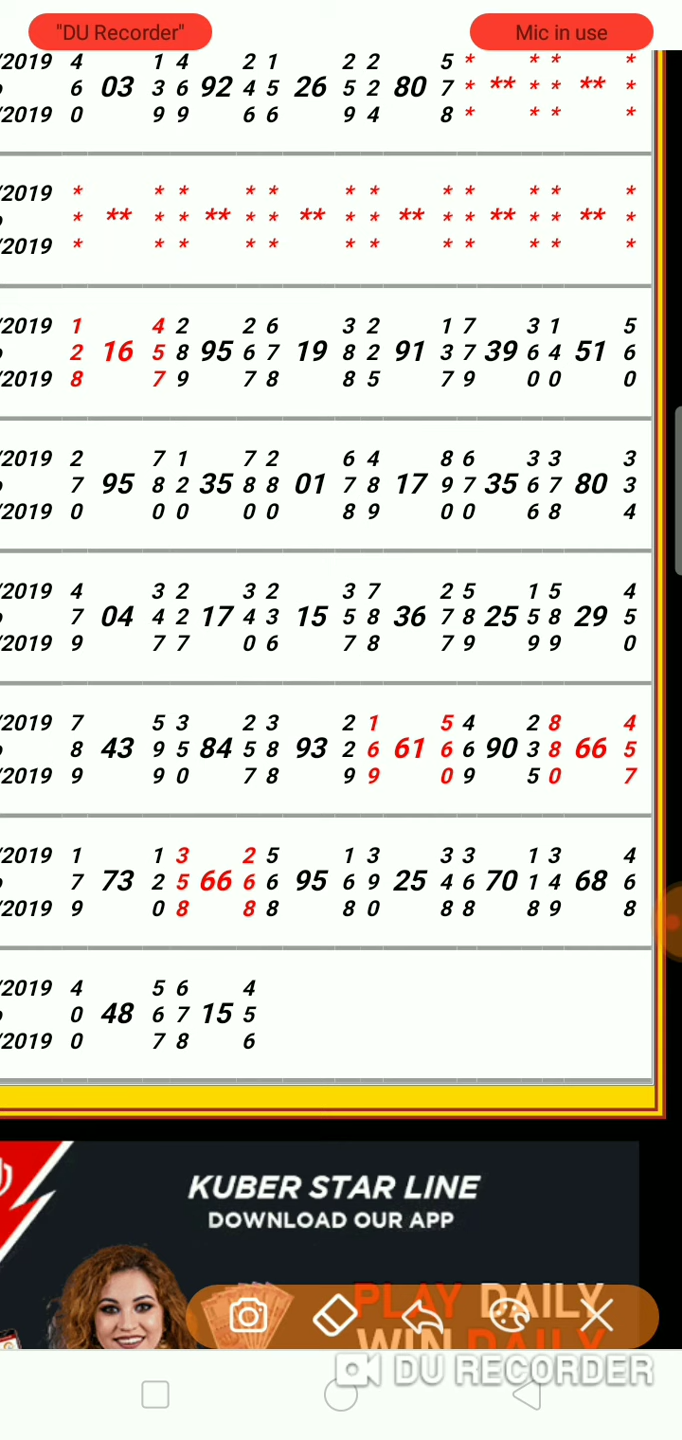 "DU Recorder" Mic in use
/2019 4 1 4 2 1 2 2 5 * * * *
6 03 3 6 92 4 5 26 5 2 80 7 * ** * * ** *
/2019 0 9 9 6 6 9 4 8 * * * *
/2019 * * * * * * * * * * * *
* ** * * ** * * ** * * ** * * ** * * ** *
/2019 * * * * * * * * * * * *
/2019 1 4 2 2 6 3 2 1 7 3 1 5
2 16 5 8 95 6 7 19 8 2 91 3 7 39 6 4 51 6
/2019 8 7 9 7 8 8 5 7 9 0 0 0
/2019 2 7 1 7 2 6 4 8 6 3 3 3
7 95 8 2 35 8 8 01 7 8 17 9 7 35 6 7 80 3
/2019 0 0 0 0 0 8 9 0 0 6 8 4
/2019 4 3 2 3 2 3 7 2 5 1 5 4
7 04 4 2 17 4 3 15 5 8 36 7 8 25 5 8 29 5
/2019 9 7 7 0 6 7 8 7 9 9 9 0
/2019 7 5 3 2 3 2 1 5 4 2 8 4
8 43 9 5 84 5 8 93 2 6 61 6 6 90 3 8 66 5
/2019 9 9 0 7 8 9 9 0 9 5 0 7
/2019 1 1 3 2 5 1 3 3 3 1 3 4
7 73 2 5 66 6 6 95 6 9 25 4 6 70 1 4 68 6
/2019 9 0 8 8 8 8 0 8 8 8 9 8
/2019 4 5 6 4
0 48 6 7 15 5
/2019 0 7 8 6
KUBER STAR LINE
DOWNLOAD OUR APP
PLAY DAILY
WIN DAILY
DU RECORDER